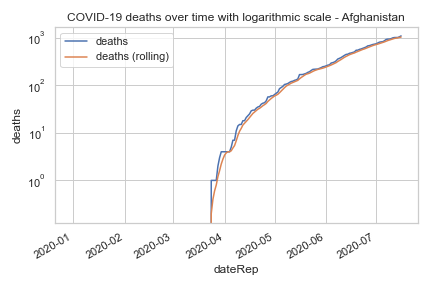 COVID-19 deaths over time with logarithmic scale - Afghanistan
deaths
deaths (rolling)
10³
10²
10¹
10⁰
deaths
2020-01
2020-02
2020-03
2020-04
2020-05
2020-06
2020-07
dateRep